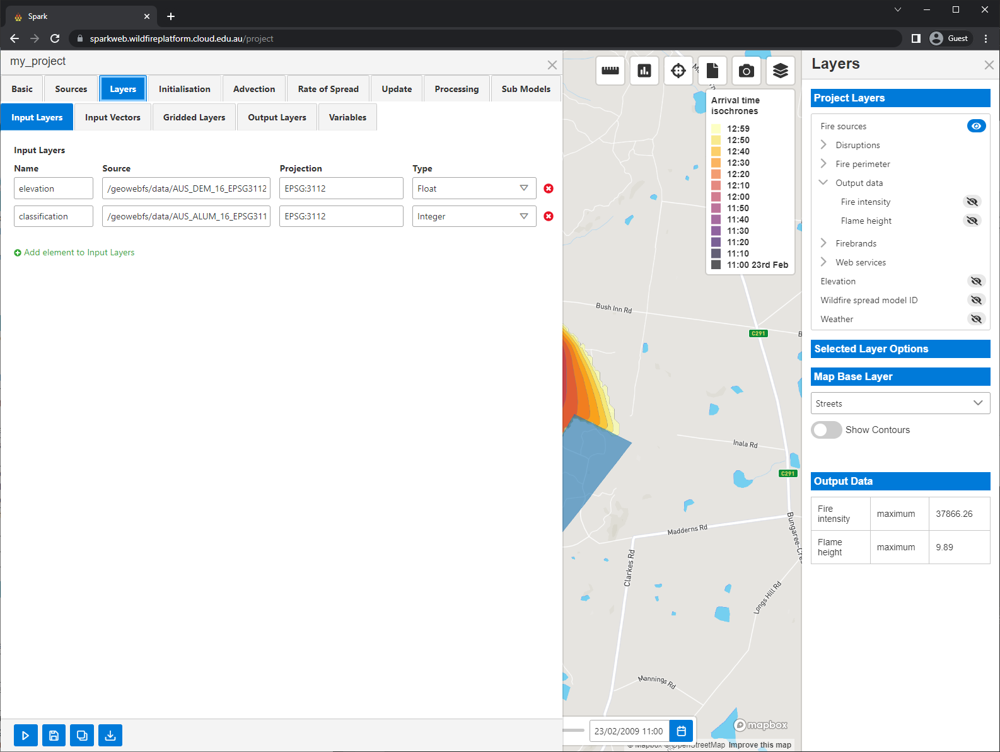 Spark
sparkweb.wildfireplatform.cloud.edu.au/project
Guest
my_project
Basic
Sources
Layers
Initialisation
Advection
Rate of Spread
Update
Processing
Sub Models
Input Layers
Input Vectors
Gridded Layers
Output Layers
Variables
Input Layers
Name
Source
Projection
Type
elevation
/geowebfs/data/AUS_DEM_16_EPSG3112
EPSG:3112
Float
classification
/geowebfs/data/AUS_ALUM_16_EPSG311
EPSG:3112
Integer
Add element to Input Layers
Arrival time
isochrones
12:59
12:50
12:40
12:30
12:20
12:10
12:00
11:50
11:40
11:30
11:20
11:10
11:00 23rd Feb
Bush Inn Rd
C291
Inala Rd
C291
Madderns Rd
Clarkes Rd
Longs Hill Rd
Mannings Rd
mapbox
23/02/2009 11:00
© Mapbox © OpenStreetMap Improve this map
Layers
Project Layers
Fire sources
Disruptions
Fire perimeter
Output data
Fire intensity
Flame height
Firebrands
Web services
Elevation
Wildfire spread model ID
Weather
Selected Layer Options
Map Base Layer
Streets
Show Contours
Output Data
Fire
intensity
maximum
37866.26
Flame
height
maximum
9.89